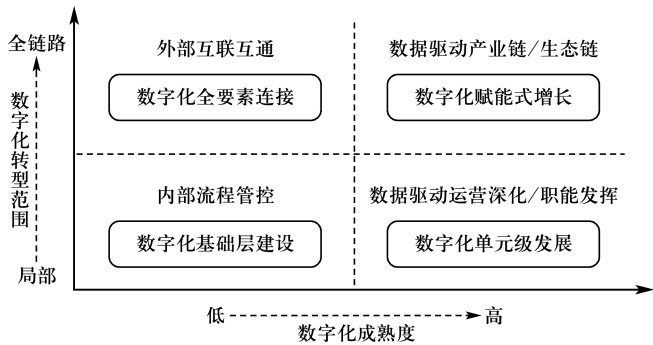 全链路
外部互联互通
数据驱动产业链/生态链
数字化全要素连接
数字化赋能式增长
数字化转型范围
内部流程管控
数据驱动运营深化/职能发挥
数字化基础层建设
数字化单元级发展
局部
低
高
数字化成熟度